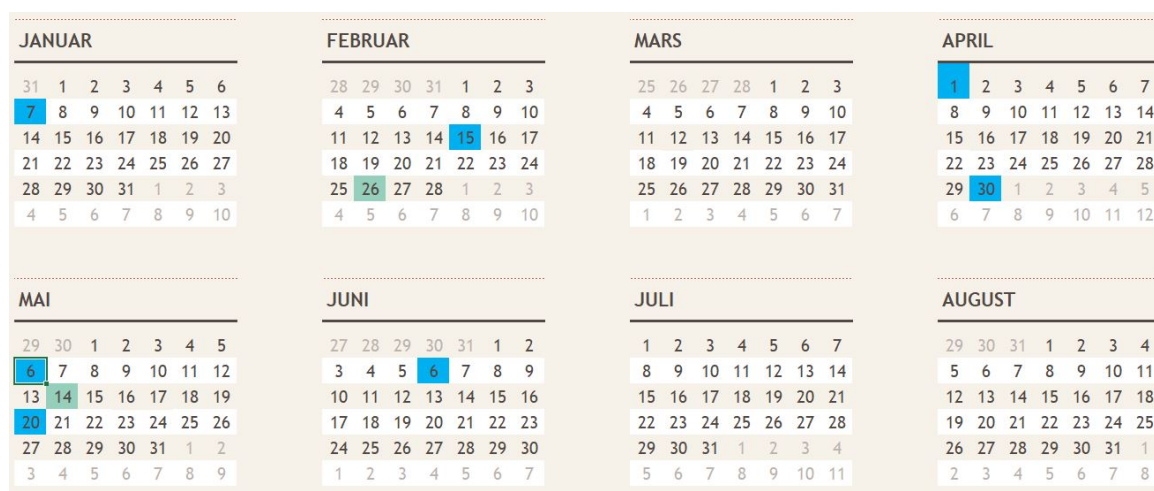 JANUAR FEBRUAR MARS APRIL
31 1 2 3 4 5 6 28 29 30 31 1 2 3 25 26 27 28 1 2 3 1 2 3 4 5 6 7
7 8 9 10 11 12 13 4 5 6 7 8 9 10 4 5 6 7 8 9 10 8 9 10 11 12 13 14
14 15 16 17 18 19 20 11 12 13 14 15 16 17 11 12 13 14 15 16 17 15 16 17 18 19 20 21
21 22 23 24 25 26 27 18 19 20 21 22 23 24 18 19 20 21 22 23 24 22 23 24 25 26 27 28
28 29 30 31 1 2 3 25 26 27 28 1 2 3 25 26 27 28 29 30 31 29 30 1 2 3 4 5
4 5 6 7 8 9 10 4 5 6 7 8 9 10 1 2 3 4 5 6 7 6 7 8 9 10 11 12
MAI JUNI JULI AUGUST
29 30 1 2 3 4 5 27 28 29 30 31 1 2 1 2 3 4 5 6 7 29 30 31 1 2 3 4
6 7 8 9 10 11 12 3 4 5 6 7 8 9 8 9 10 11 12 13 14 5 6 7 8 9 10 11
13 14 15 16 17 18 19 10 11 12 13 14 15 16 15 16 17 18 19 20 21 12 13 14 15 16 17 18
20 21 22 23 24 25 26 17 18 19 20 21 22 23 22 23 24 25 26 27 28 19 20 21 22 23 24 25
27 28 29 30 31 1 2 24 25 26 27 28 29 30 29 30 31 1 2 3 4 26 27 28 29 30 31 1
3 4 5 6 7 8 9 1 2 3 4 5 6 7 5 6 7 8 9 10 11 2 3 4 5 6 7 8